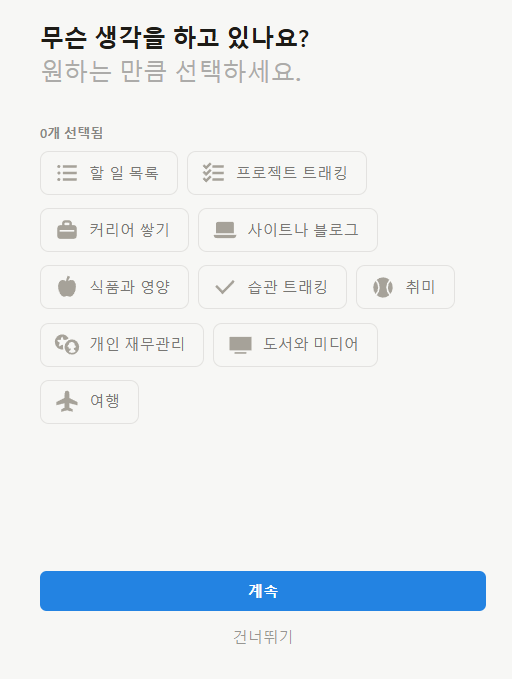 무슨 생각을 하고 있나요?
원하는 만큼 선택하세요.
0개 선택됨
할 일 목록
프로젝트 트래킹
커리어 쌓기
사이트나 블로그
식품과 영양
습관 트래킹
취미
개인 재무관리
도서와 미디어
여행
계속
건너뛰기